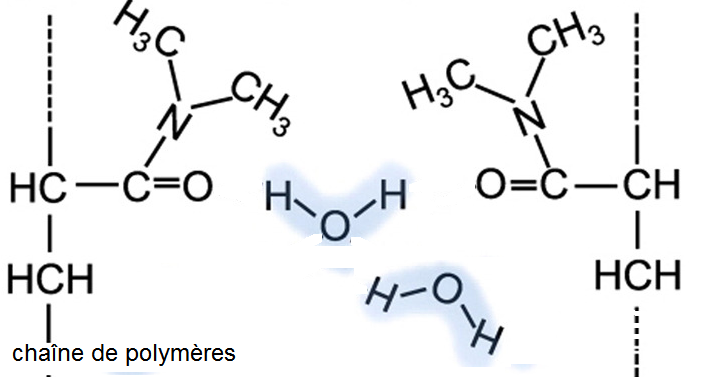 H₃C
CH₃
N
HC—C=O
HCH
H
H
O
H₃C
CH₃
N
O=C—CH
HCH
H—O
H
chaîne de polymères